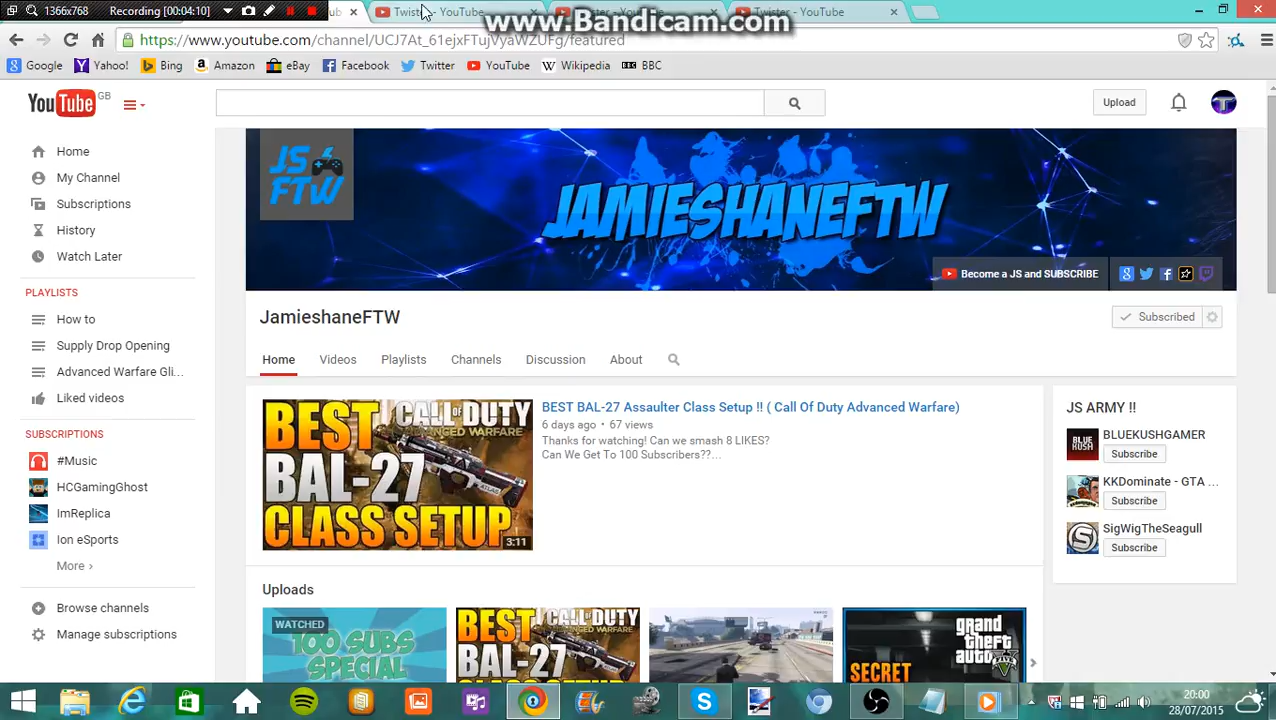 1366x768 Recording [00:04:10]
www.Bandicam.com
Twister - YouTube
Twister - YouTube
https://www.youtube.com/channel/UCJ7At_61ejxFTujVyaWZUFg/featured
Google Yahoo! Bing Amazon eBay Facebook Twitter YouTube Wikipedia BBC
YouTube GB
Upload
Home
My Channel
Subscriptions
History
Watch Later
PLAYLISTS
How to
Supply Drop Opening
Advanced Warfare Gli...
Liked videos
SUBSCRIPTIONS
#Music
HCGamingGhost
ImReplica
Ion eSports
More ›
Browse channels
Manage subscriptions
JS
FTW
JAMIESHANEFTW
Become a JS and SUBSCRIBE
JamieshaneFTW
Subscribed
Home Videos Playlists Channels Discussion About
BEST CALL OF DUTY
ADVANCED WARFARE
BAL-27
CLASS SETUP
3:11
BEST BAL-27 Assaulter Class Setup !! ( Call Of Duty Advanced Warfare)
6 days ago • 67 views
Thanks for watching! Can we smash 8 LIKES?
Can We Get To 100 Subscribers??...
JS ARMY !!
BLUEKUSHGAMER
Subscribe
KKDominate - GTA ...
Subscribe
SigWigTheSeagull
Subscribe
Uploads
WATCHED
100 SUBS
SPECIAL
BEST CALL OF DUTY
ADVANCED WARFARE
BAL-27
grand
theft
auto V
SECRET
20:00
28/07/2015